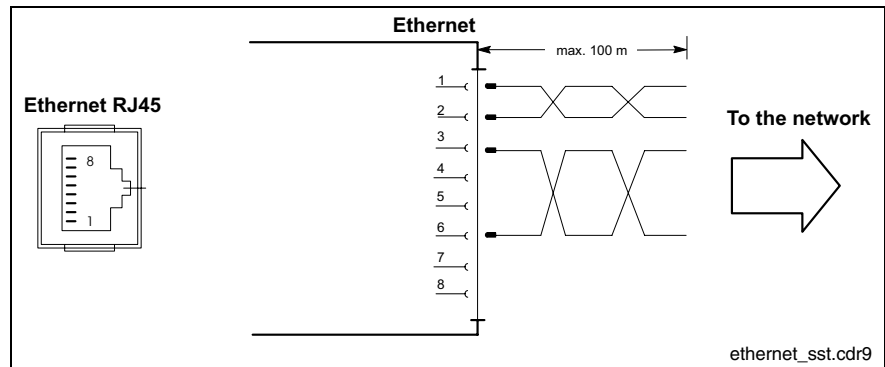 Ethernet
max. 100 m
Ethernet RJ45
8
1
1
2
3
4
5
6
7
8
To the network
ethernet_sst.cdr9